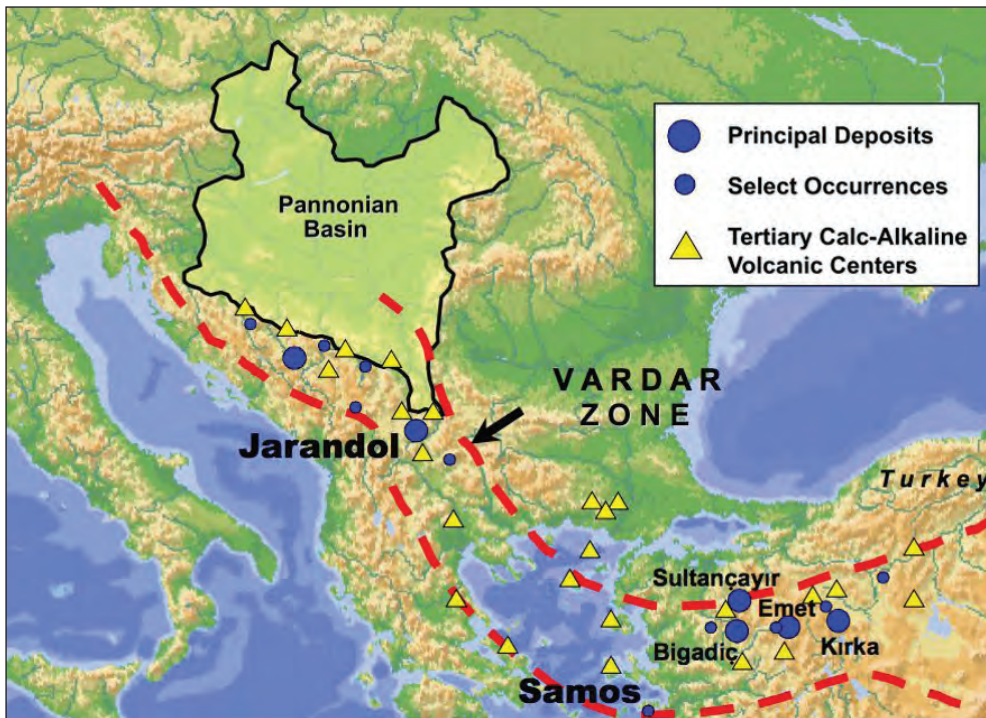 Principal Deposits
Select Occurrences
Tertiary Calc-Alkaline
Volcanic Centers
Pannonian
Basin
VARDAR
ZONE
Jarandol
Turkey
Sultançayır
Emet
Bigadiç
Kırka
Samos